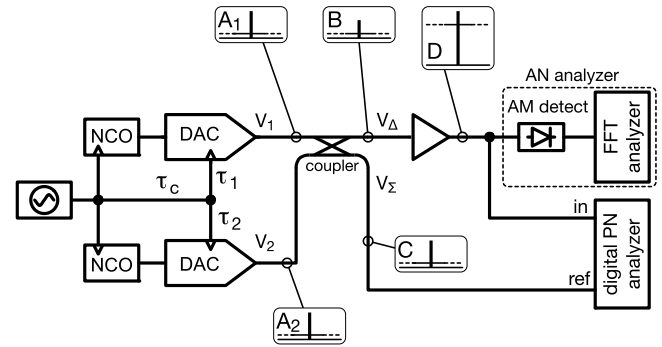 A1
B
D
AN analyzer
AM detect
FFT
analyzer
NCO
DAC
V1
VΔ
coupler
τc
τ1
τ2
VΣ
NCO
DAC
V2
C
A2
in
ref
digital PN
analyzer